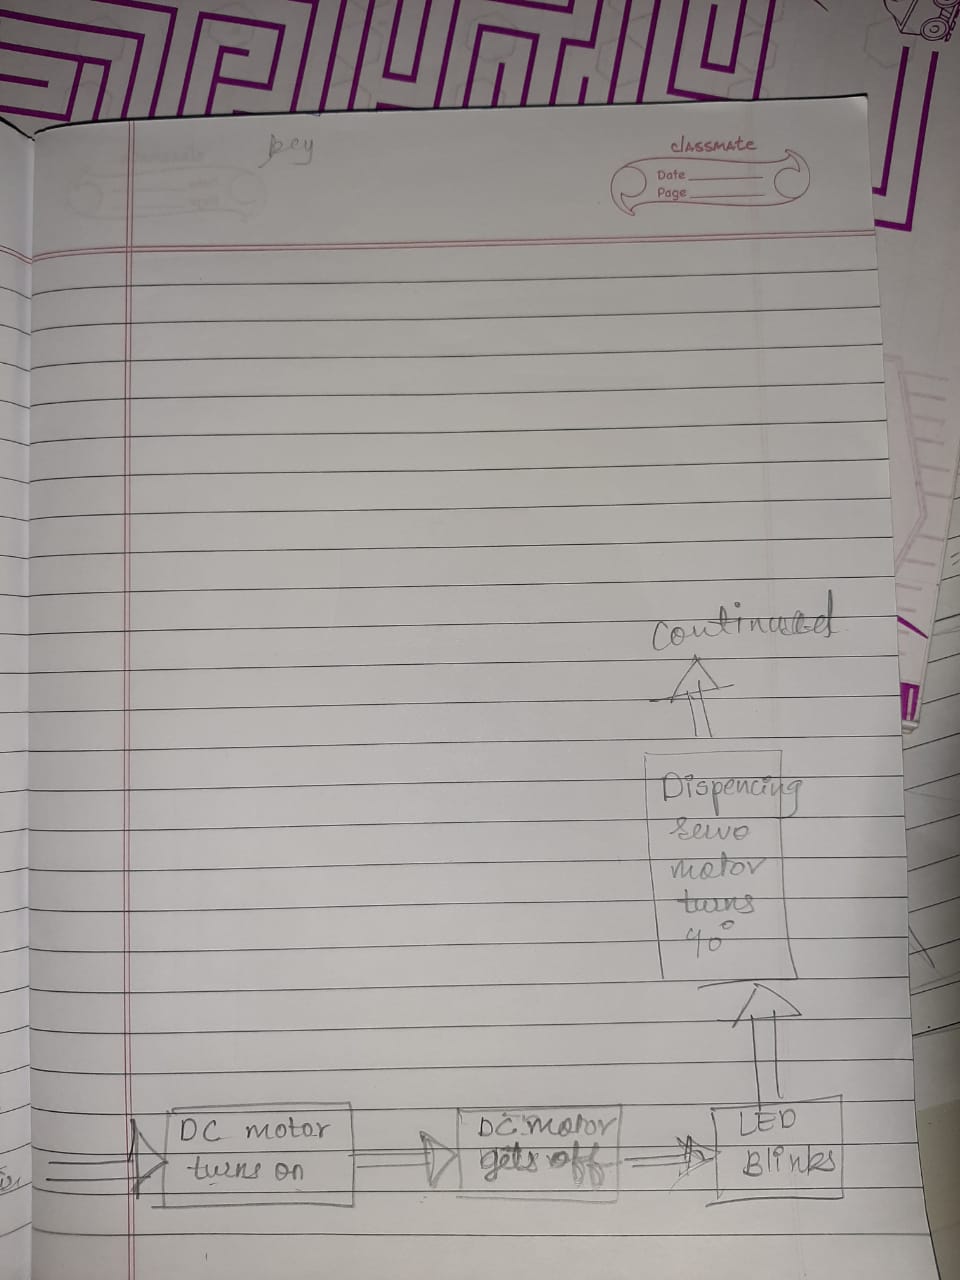 key
classmate
Date
Page
Continued
Dispencing
servo
motor
turns
90°
DC motor
turns on
DC motor
gets off
LED
Blinks